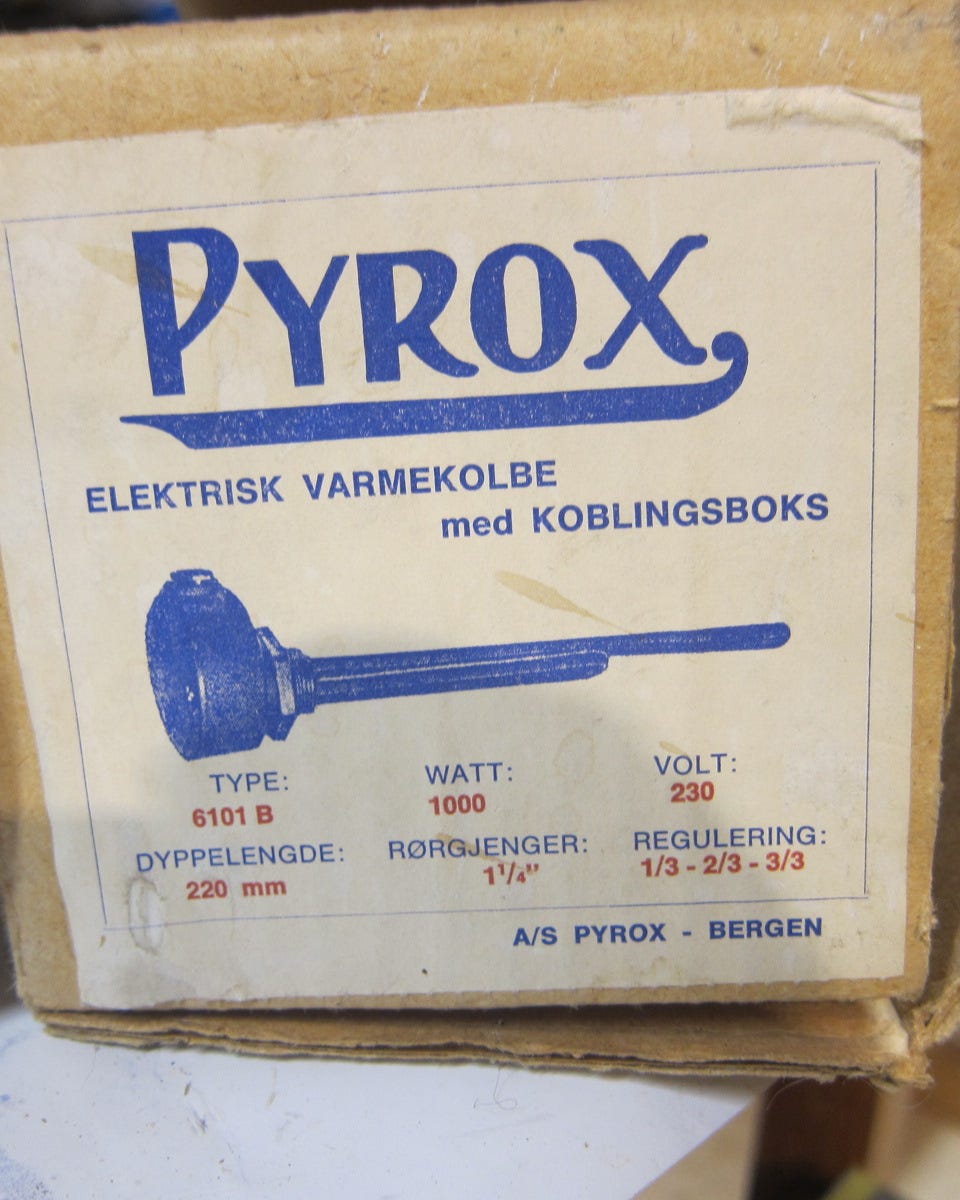 PYROX
ELEKTRISK VARMEKOLBE
med KOBLINGSBOKS
TYPE: WATT: VOLT:
6101 B 1000 230
DYPPELENGDE: RØRGJENGER: REGULERING:
220 mm 1¹/₄” 1/3 - 2/3 - 3/3
A/S PYROX - BERGEN